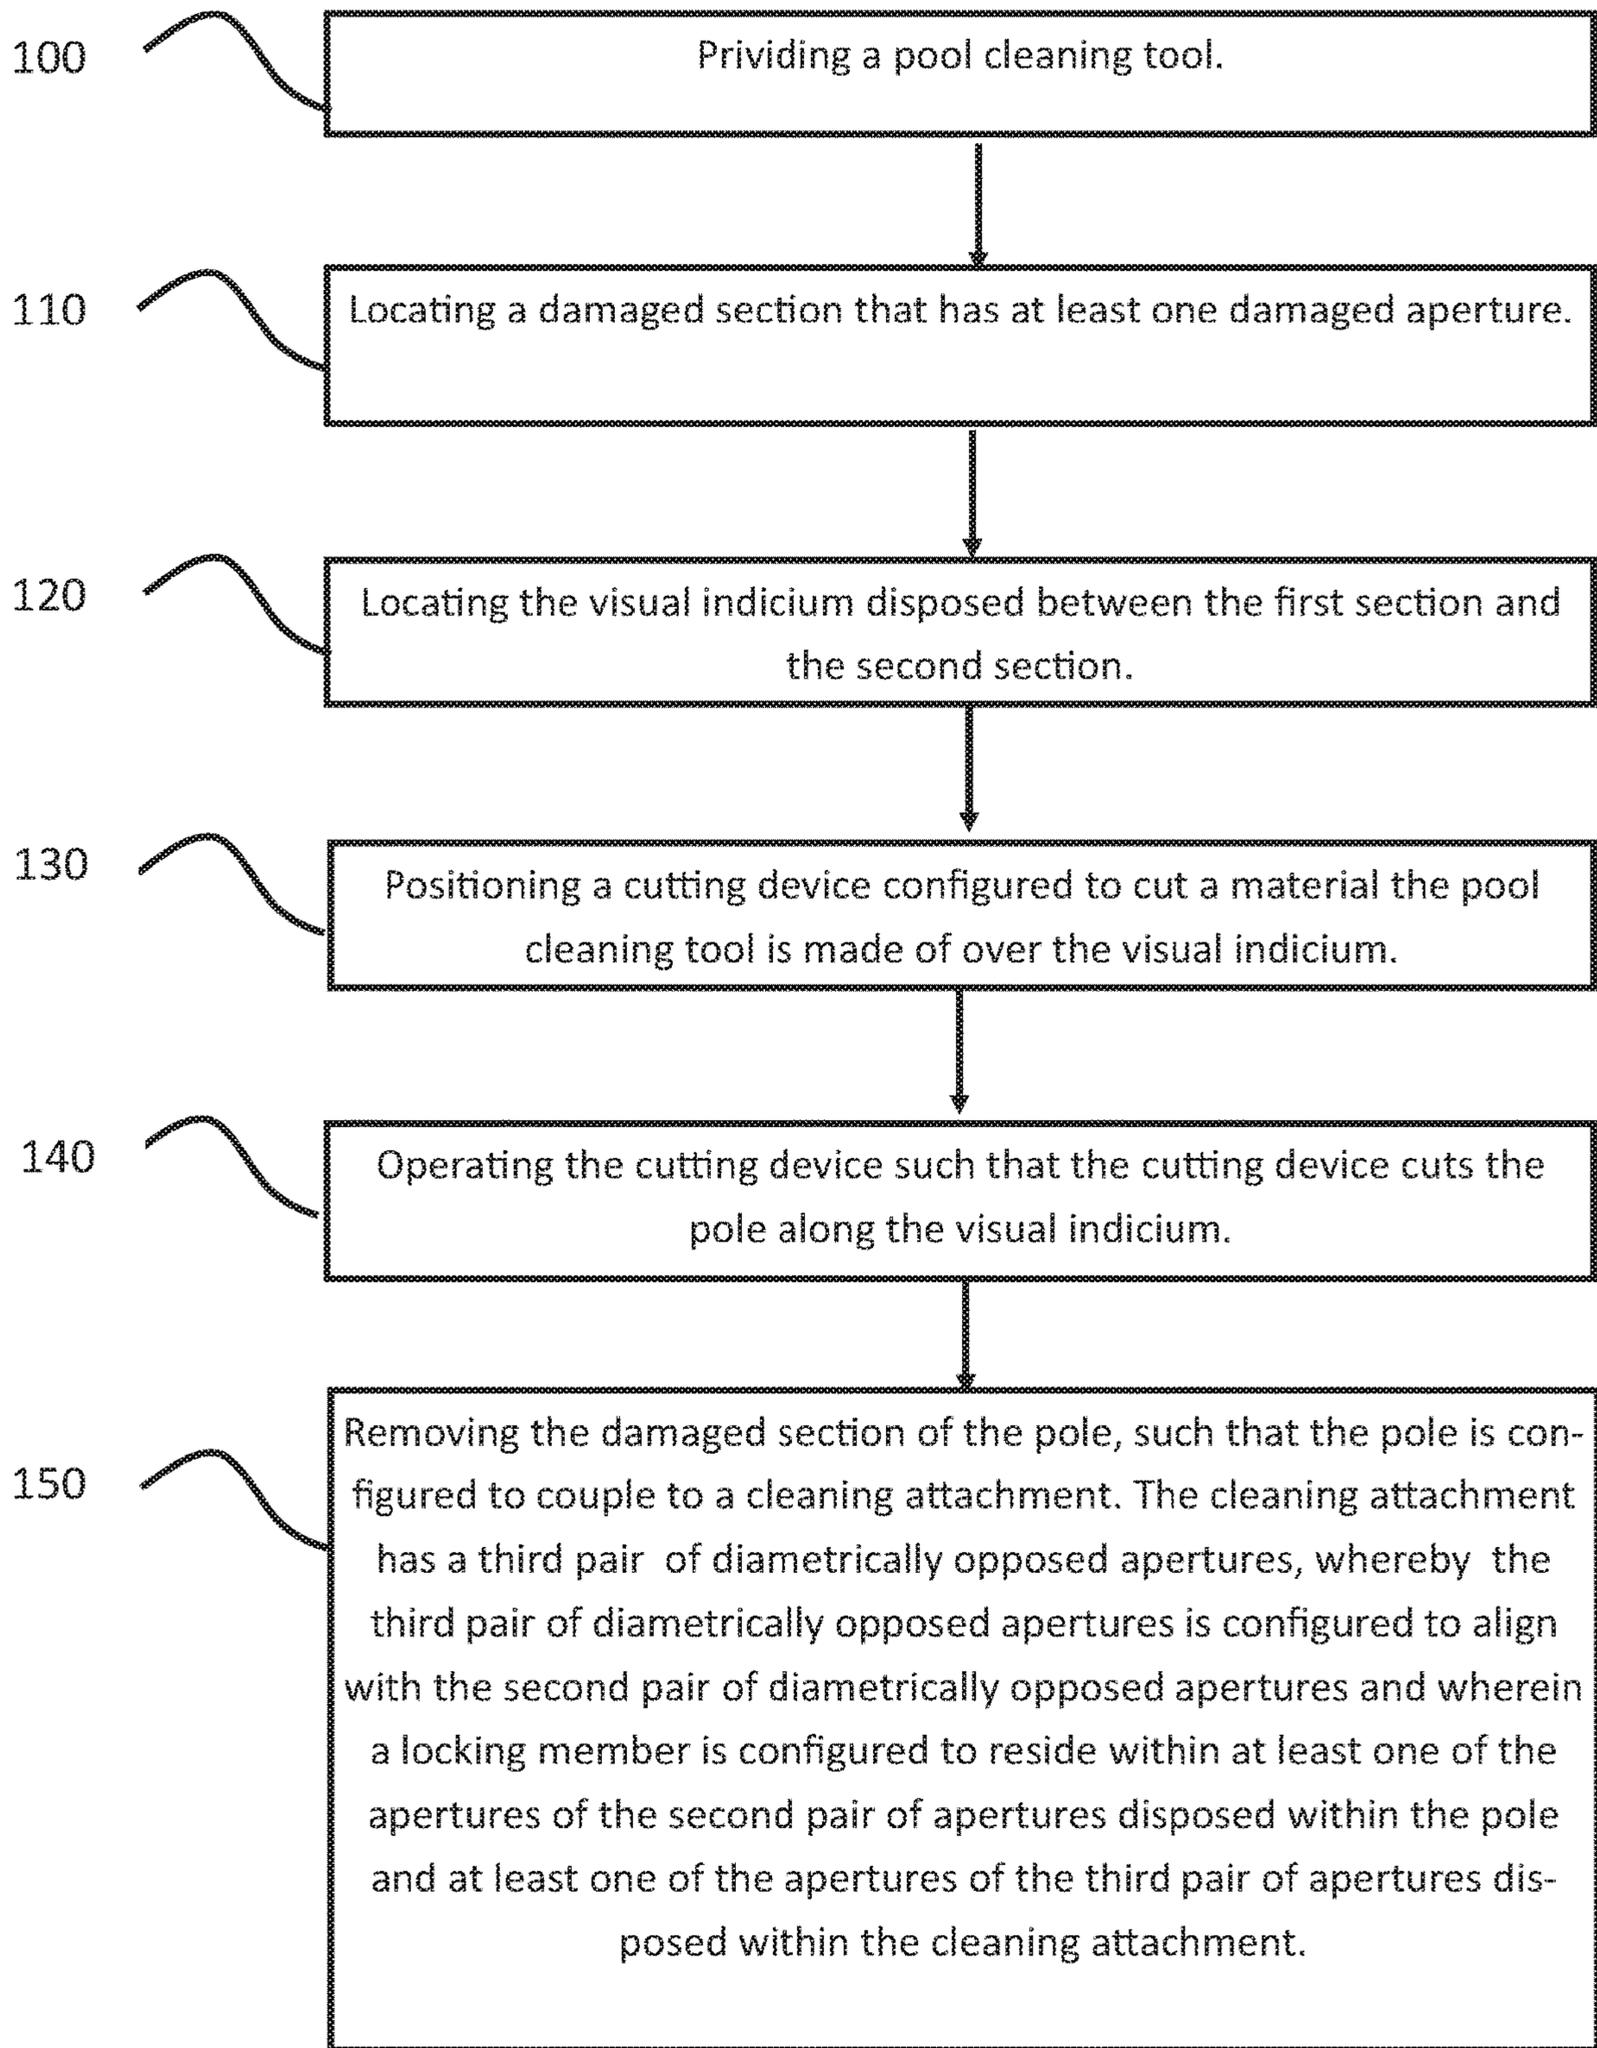 100
Prividing a pool cleaning tool.
110
Locating a damaged section that has at least one damaged aperture.
120
Locating the visual indicium disposed between the first section and
the second section.
130
Positioning a cutting device configured to cut a material the pool
cleaning tool is made of over the visual indicium.
140
Operating the cutting device such that the cutting device cuts the
pole along the visual indicium.
150
Removing the damaged section of the pole, such that the pole is con-
figured to couple to a cleaning attachment. The cleaning attachment
has a third pair of diametrically opposed apertures, whereby the
third pair of diametrically opposed apertures is configured to align
with the second pair of diametrically opposed apertures and wherein
a locking member is configured to reside within at least one of the
apertures of the second pair of apertures disposed within the pole
and at least one of the apertures of the third pair of apertures dis-
posed within the cleaning attachment.